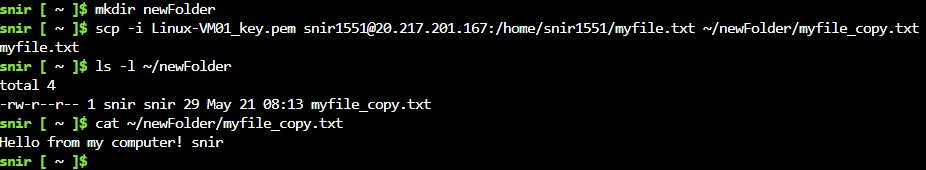 snir [ ~ ]$ mkdir newFolder
snir [ ~ ]$ scp -i Linux-VM01_key.pem snir1551@20.217.201.167:/home/snir1551/myfile.txt ~/newFolder/myfile_copy.txt
myfile.txt
snir [ ~ ]$ ls -l ~/newFolder
total 4
-rw-r--r-- 1 snir snir 29 May 21 08:13 myfile_copy.txt
snir [ ~ ]$ cat ~/newFolder/myfile_copy.txt
Hello from my computer! snir
snir [ ~ ]$